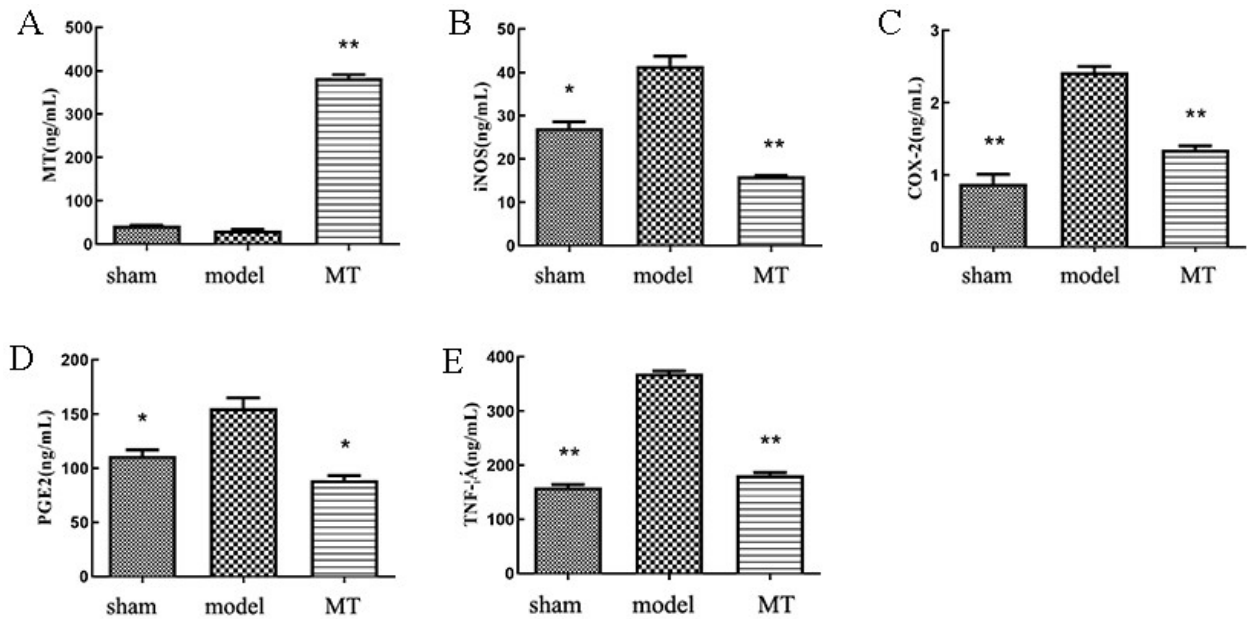 A
MT(ng/mL)
500
400
300
200
100
0
**
sham model MT
B
iNOS(ng/mL)
50
40
30
20
10
0
*
**
sham model MT
C
COX-2(ng/mL)
3
2
1
0
**
**
sham model MT
D
PGE2(ng/mL)
200
150
100
50
0
*
*
sham model MT
E
TNF-¦Á(ng/mL)
400
300
200
100
0
**
**
sham model MT